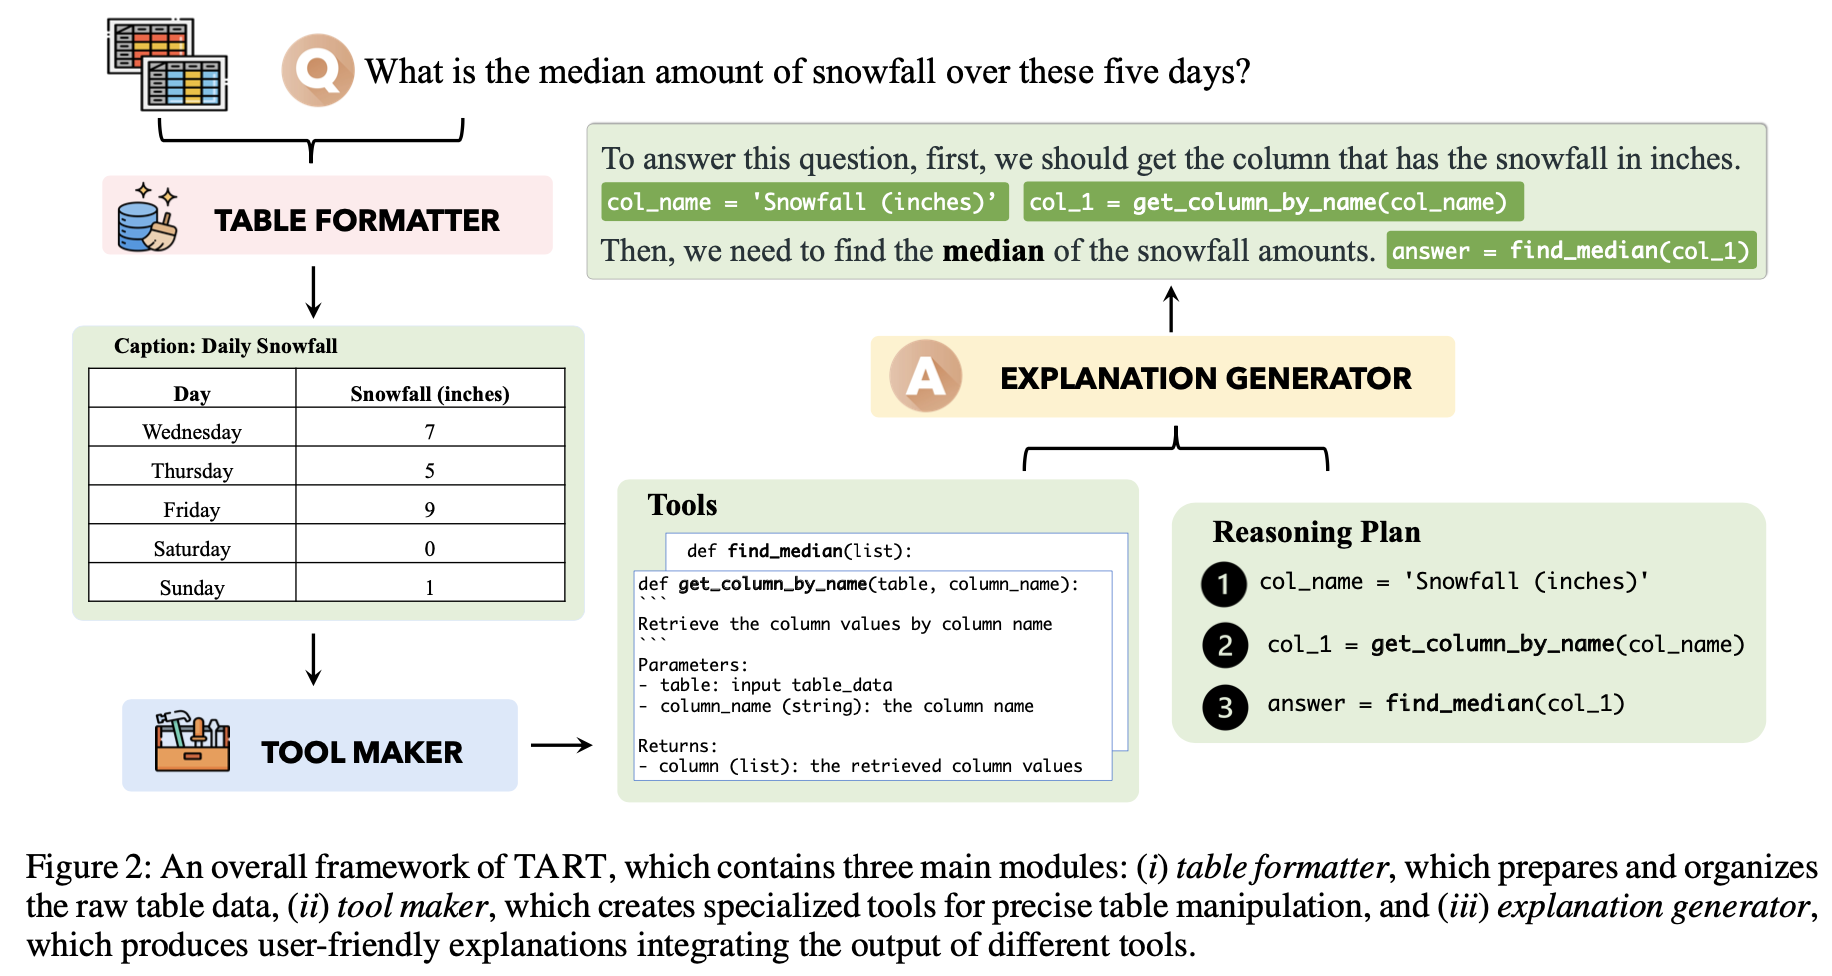 Q What is the median amount of snowfall over these five days?
TABLE FORMATTER
Caption: Daily Snowfall
Day Snowfall (inches)
Wednesday 7
Thursday 5
Friday 9
Saturday 0
Sunday 1
TOOL MAKER
Tools
def find_median(list):
def get_column_by_name(table, column_name):
```
Retrieve the column values by column name
```
Parameters:
- table: input table_data
- column_name (string): the column name
Returns:
- column (list): the retrieved column values
Reasoning Plan
1 col_name = 'Snowfall (inches)'
2 col_1 = get_column_by_name(col_name)
3 answer = find_median(col_1)
A EXPLANATION GENERATOR
To answer this question, first, we should get the column that has the snowfall in inches.
col_name = 'Snowfall (inches)’ col_1 = get_column_by_name(col_name)
Then, we need to find the median of the snowfall amounts. answer = find_median(col_1)
Figure 2: An overall framework of TART, which contains three main modules: (i) table formatter, which prepares and organizes
the raw table data, (ii) tool maker, which creates specialized tools for precise table manipulation, and (iii) explanation generator,
which produces user-friendly explanations integrating the output of different tools.